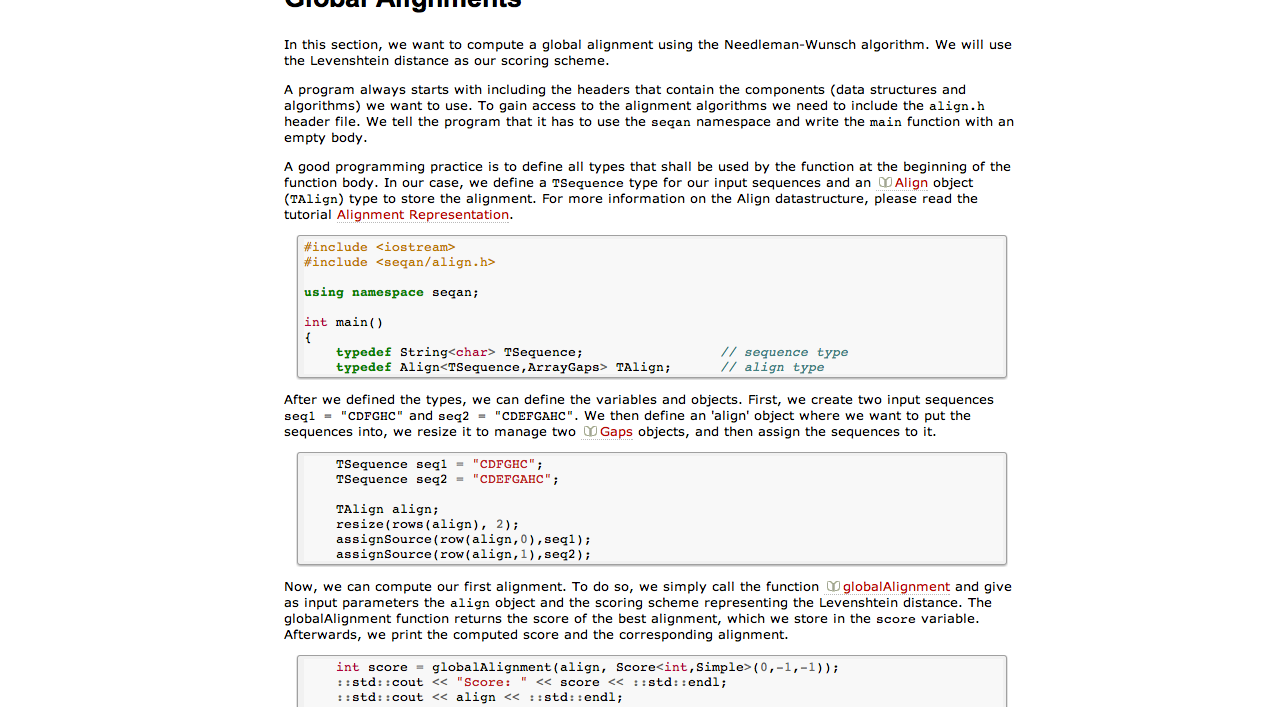 Global Alignments
In this section, we want to compute a global alignment using the Needleman-Wunsch algorithm. We will use
the Levenshtein distance as our scoring scheme.
A program always starts with including the headers that contain the components (data structures and
algorithms) we want to use. To gain access to the alignment algorithms we need to include the align.h
header file. We tell the program that it has to use the seqan namespace and write the main function with an
empty body.
A good programming practice is to define all types that shall be used by the function at the beginning of the
function body. In our case, we define a TSequence type for our input sequences and an Align object
(TAlign) type to store the alignment. For more information on the Align datastructure, please read the
tutorial Alignment Representation.
#include <iostream>
#include <seqan/align.h>
using namespace seqan;
int main()
{
typedef String<char> TSequence; // sequence type
typedef Align<TSequence,ArrayGaps> TAlign; // align type
After we defined the types, we can define the variables and objects. First, we create two input sequences
seq1 = "CDFGHC" and seq2 = "CDEFGAHC". We then define an 'align' object where we want to put the
sequences into, we resize it to manage two Gaps objects, and then assign the sequences to it.
TSequence seq1 = "CDFGHC";
TSequence seq2 = "CDEFGAHC";
TAlign align;
resize(rows(align), 2);
assignSource(row(align,0),seq1);
assignSource(row(align,1),seq2);
Now, we can compute our first alignment. To do so, we simply call the function globalAlignment and give
as input parameters the align object and the scoring scheme representing the Levenshtein distance. The
globalAlignment function returns the score of the best alignment, which we store in the score variable.
Afterwards, we print the computed score and the corresponding alignment.
int score = globalAlignment(align, Score<int,Simple>(0,-1,-1));
::std::cout << "Score: " << score << ::std::endl;
::std::cout << align << ::std::endl;